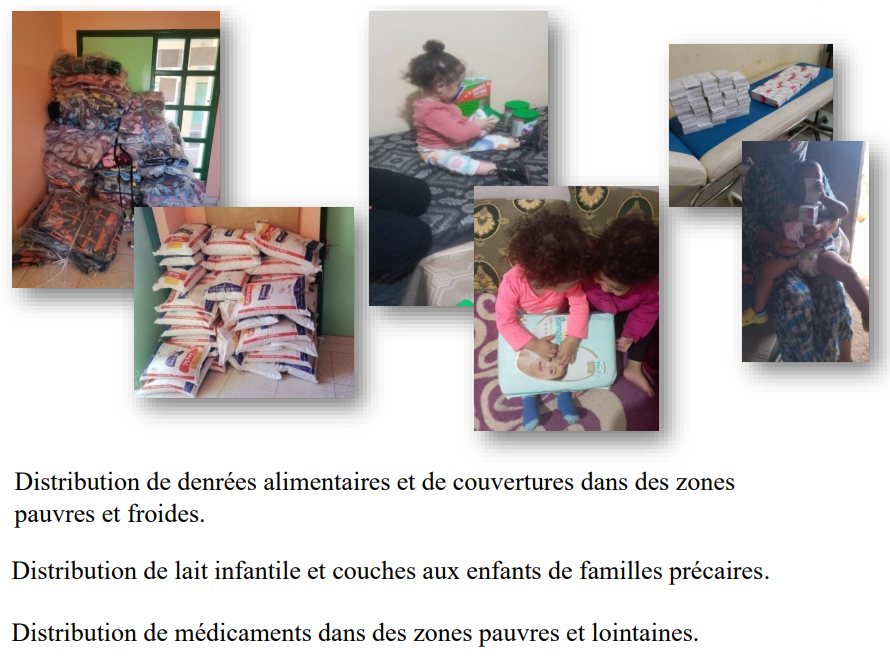 Pampers
Distribution de denrées alimentaires et de couvertures dans des zones
pauvres et froides.
Distribution de lait infantile et couches aux enfants de familles précaires.
Distribution de médicaments dans des zones pauvres et lointaines.